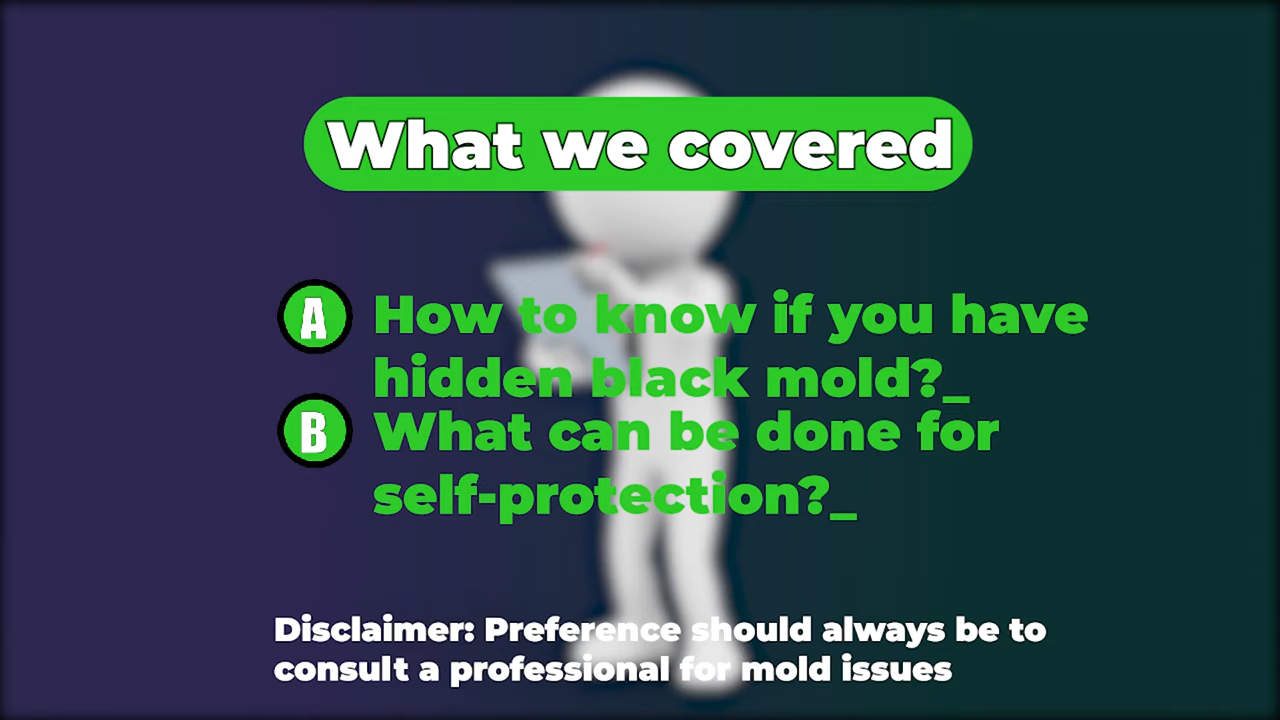 What we covered
A How to know if you have
hidden black mold?_
B What can be done for
self-protection?_
Disclaimer: Preference should always be to
consult a professional for mold issues